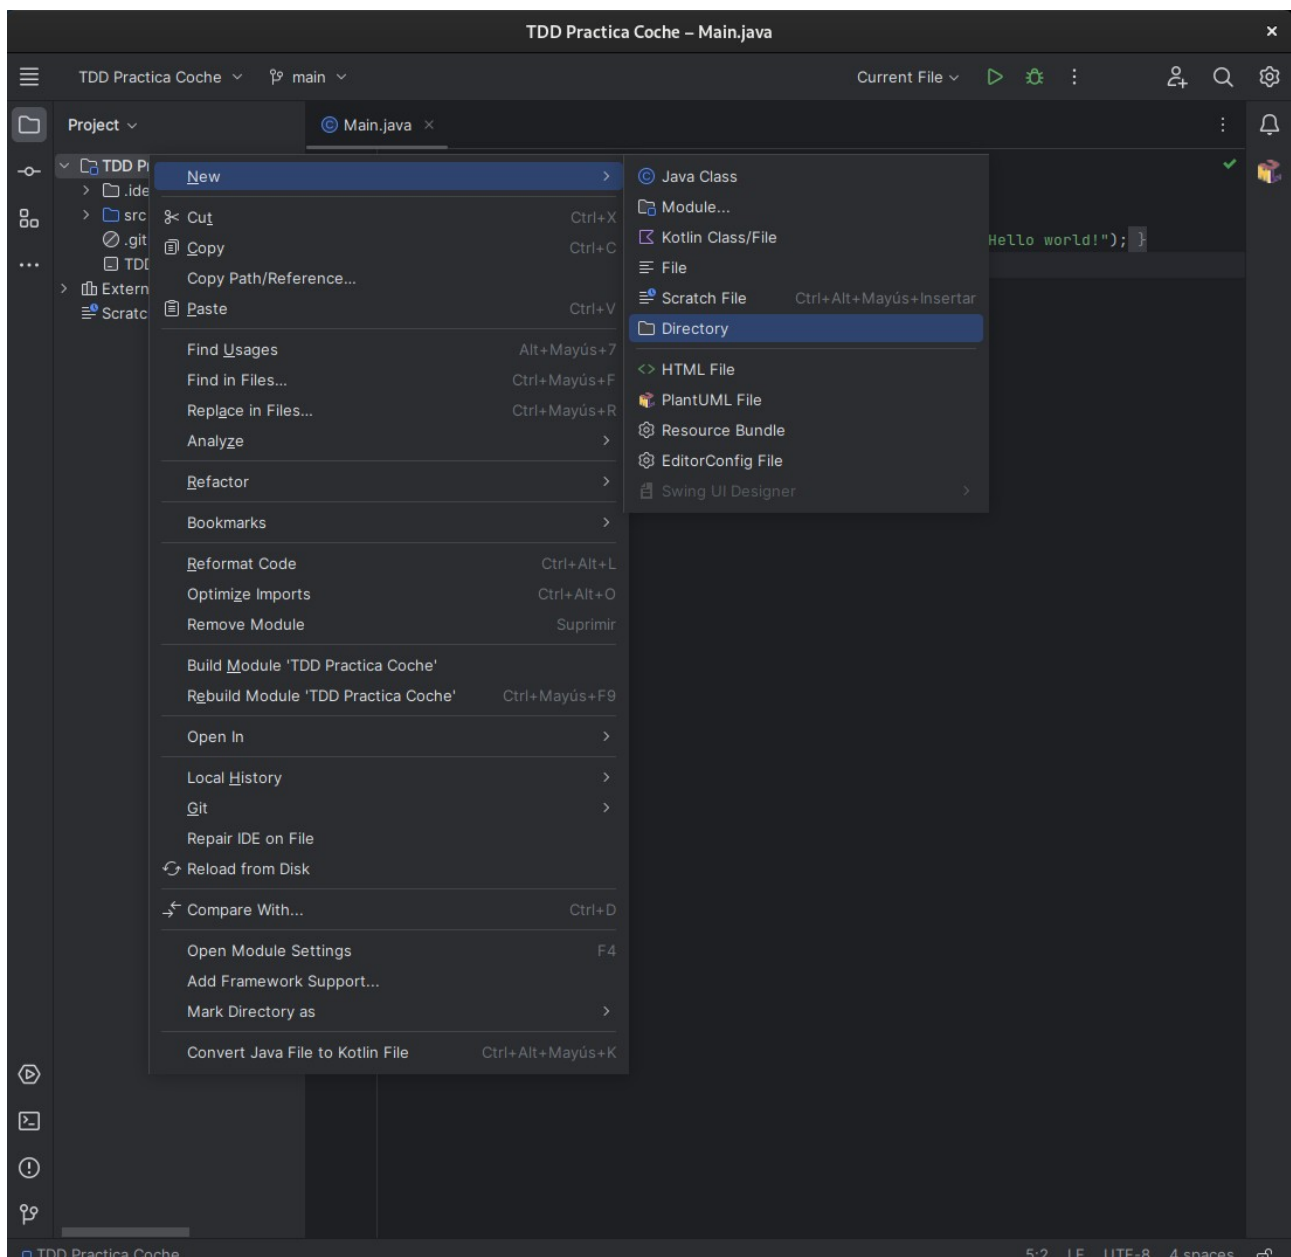 TDD Practica Coche – Main.java
TDD Practica Coche
main
Current File
Project
Main.java
TDD P
.ide
src
.git
TDD
Extern
Scratc
Hello world!"); }
New
Cut Ctrl+X
Copy Ctrl+C
Copy Path/Reference...
Paste Ctrl+V
Find Usages Alt+Mayús+7
Find in Files... Ctrl+Mayús+F
Replace in Files... Ctrl+Mayús+R
Analyze
Refactor
Bookmarks
Reformat Code Ctrl+Alt+L
Optimize Imports Ctrl+Alt+O
Remove Module Suprimir
Build Module 'TDD Practica Coche'
Rebuild Module 'TDD Practica Coche' Ctrl+Mayús+F9
Open In
Local History
Git
Repair IDE on File
Reload from Disk
Compare With... Ctrl+D
Open Module Settings F4
Add Framework Support...
Mark Directory as
Convert Java File to Kotlin File Ctrl+Alt+Mayús+K
Java Class
Module...
Kotlin Class/File
File
Scratch File Ctrl+Alt+Mayús+Insertar
Directory
HTML File
PlantUML File
Resource Bundle
EditorConfig File
Swing UI Designer
TDD Practica Coche 5:2 LF UTF-8 4 spaces